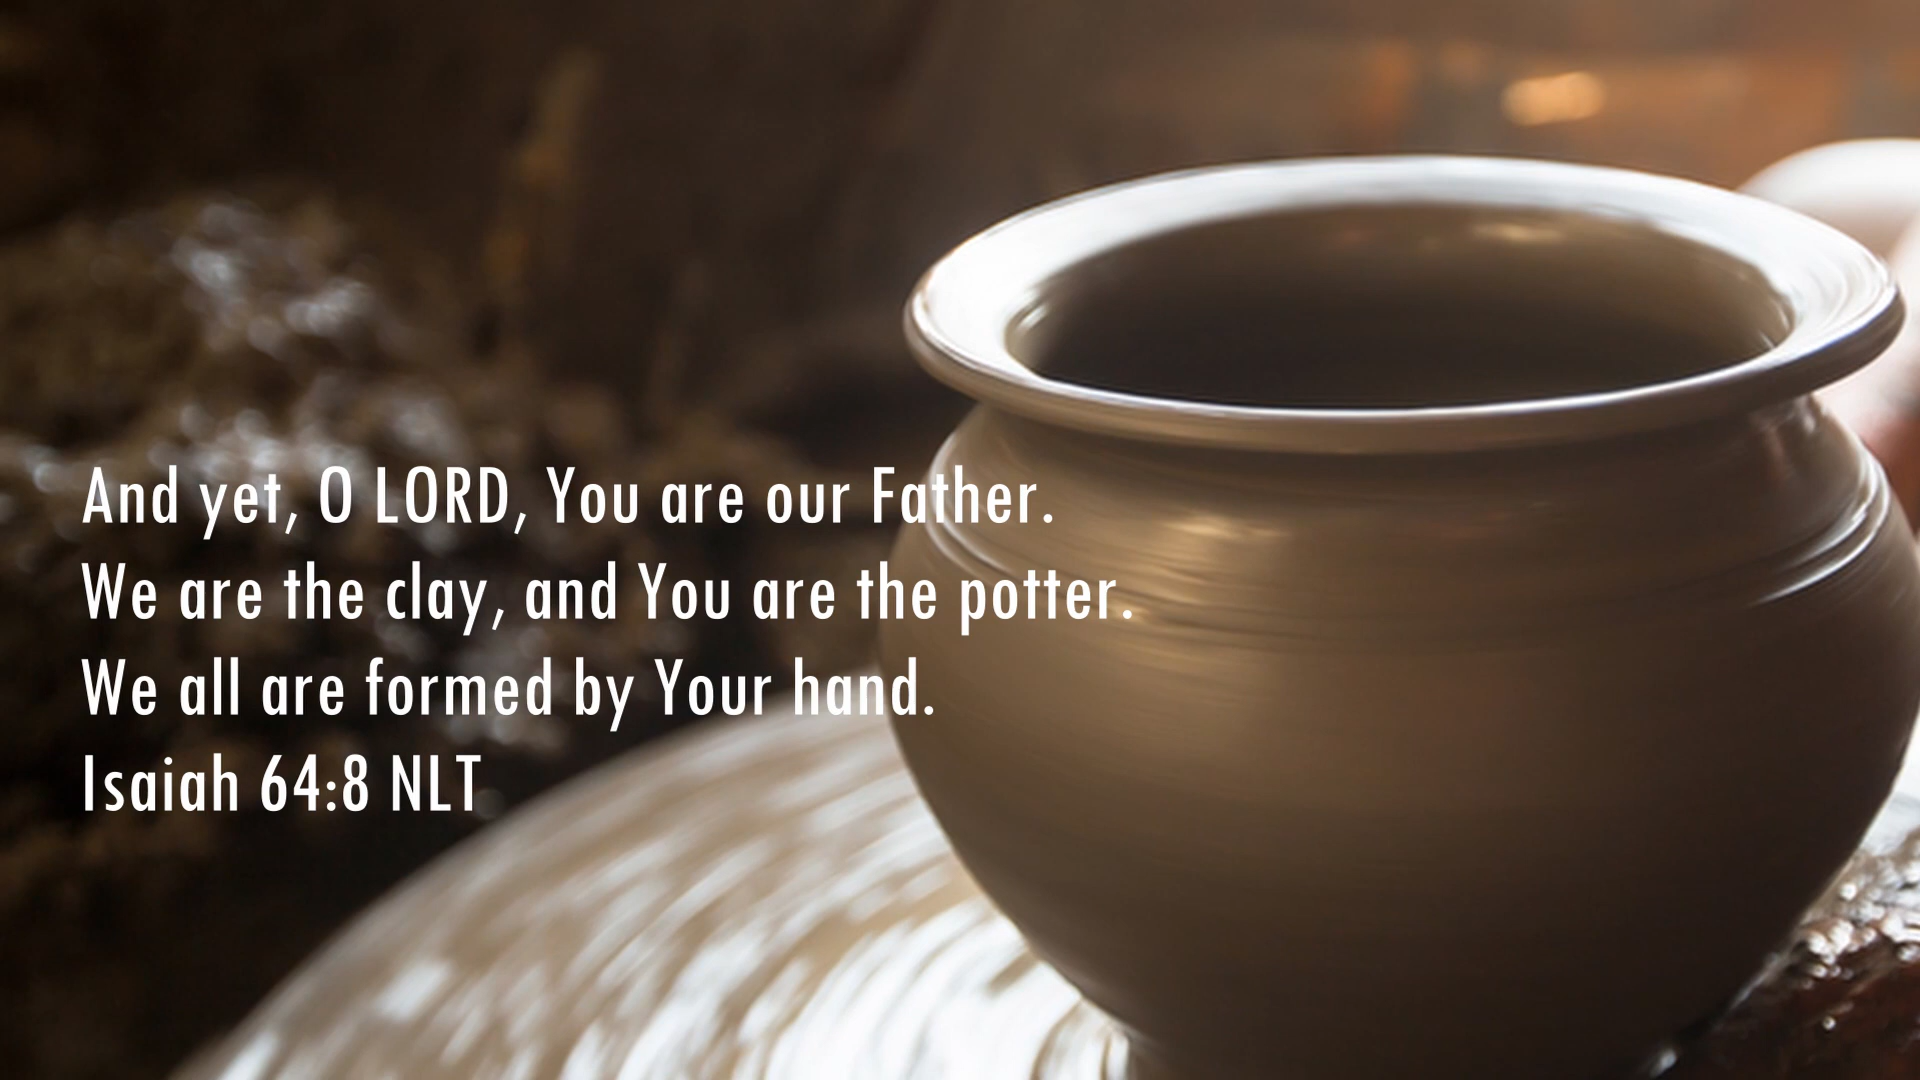 And yet, O LORD, You are our Father.
We are the clay, and You are the potter.
We all are formed by Your hand.
Isaiah 64:8 NLT